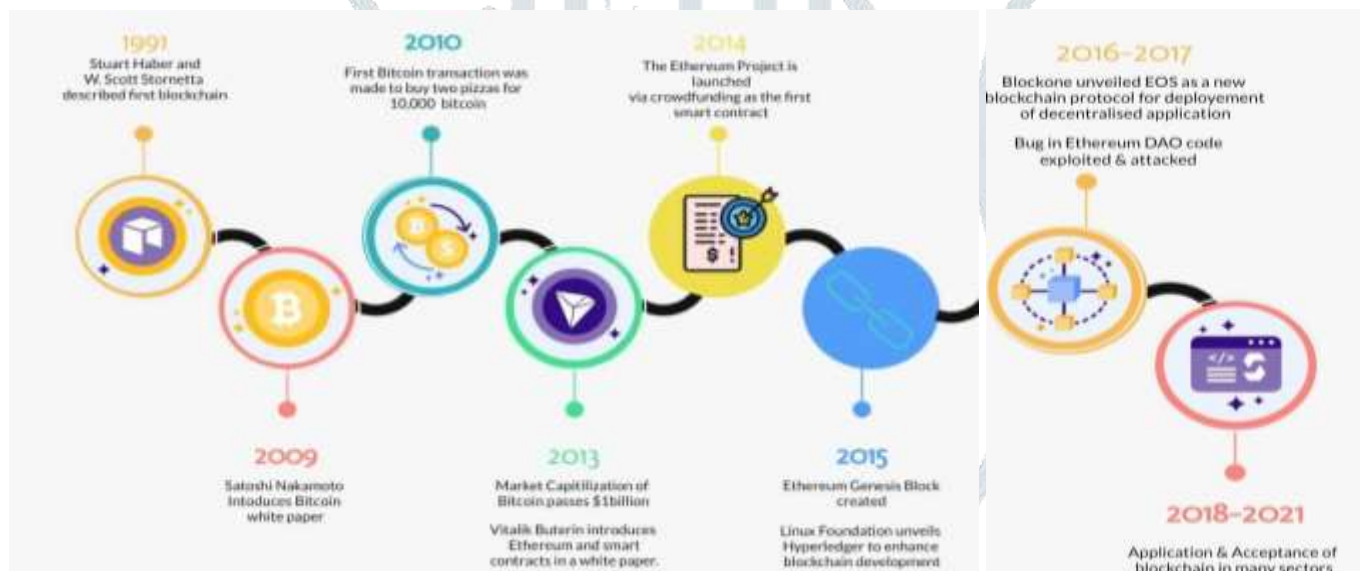 1991
Stuart Haber and
W. Scott Stornetta
described first blockchain
2009
Satoshi Nakamoto
Intoduces Bitcoin
white paper
2010
First Bitcoin transaction was
made to buy two pizzas for
10,000 bitcoin
2013
Market Capitilization of
Bitcoin passes $1billion
Vitalik Buterin introduces
Ethereum and smart
contracts in a white paper.
2014
The Ethereum Project is
launched
via crowdfunding as the first
smart contract
2015
Ethereum Genesis Block
created
Linux Foundation unveils
Hyperledger to enhance
blockchain development
2016-2017
Blockone unveiled EOS as a new
blockchain protocol for deployement
of decentralised application
Bug in Ethereum DAO code
exploited & attacked
2018-2021
Application & Acceptance of
blockchain in many sectors